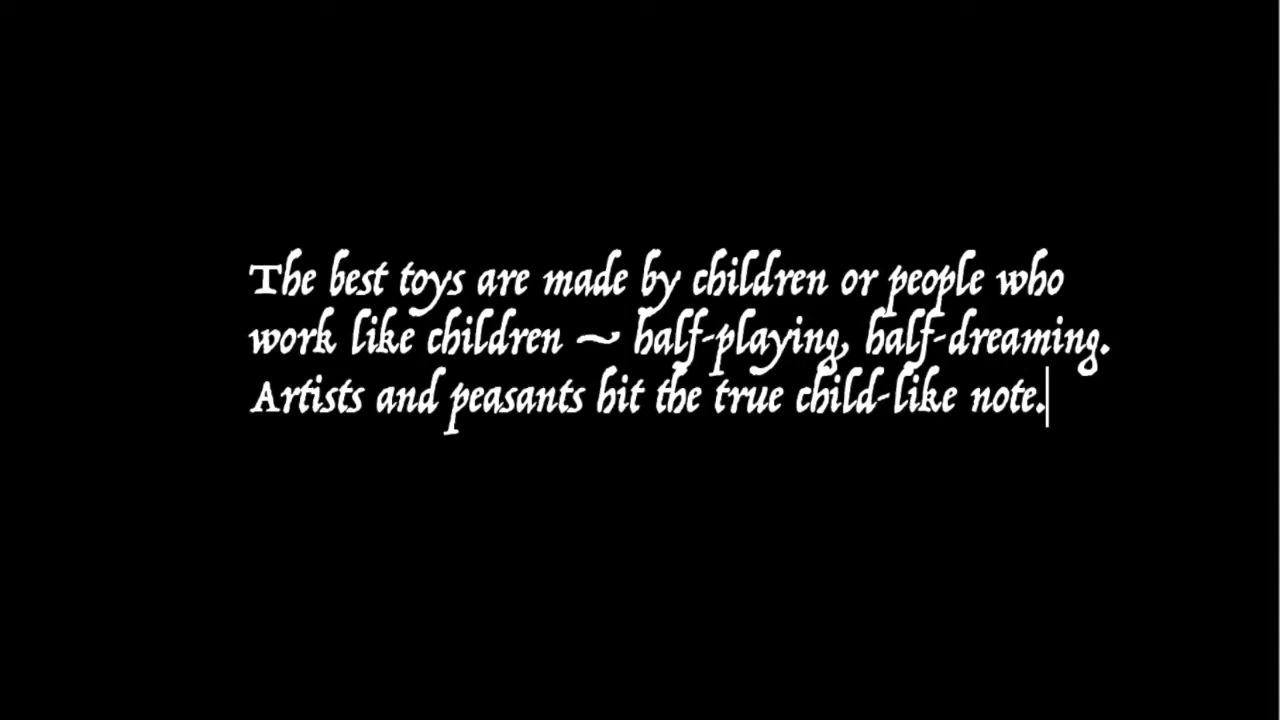 The best toys are made by children or people who
work like children ~ half-playing, half-dreaming.
Artists and peasants hit the true child-like note.